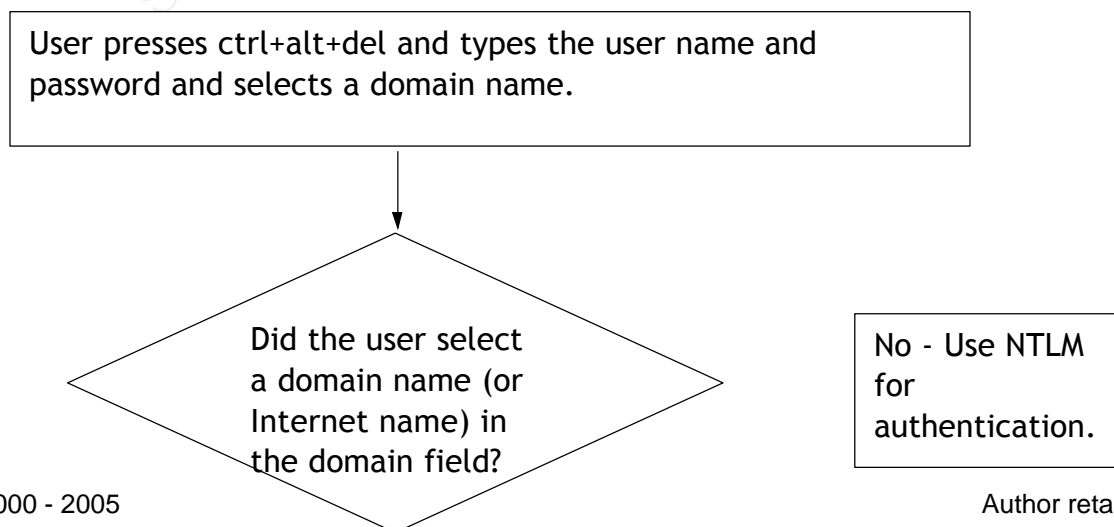 User presses ctrl+alt+del and types the user name and
password and selects a domain name.
Did the user select
a domain name (or
Internet name) in
the domain field?
No - Use NTLM
for
authentication.
000 - 2005
Author reta